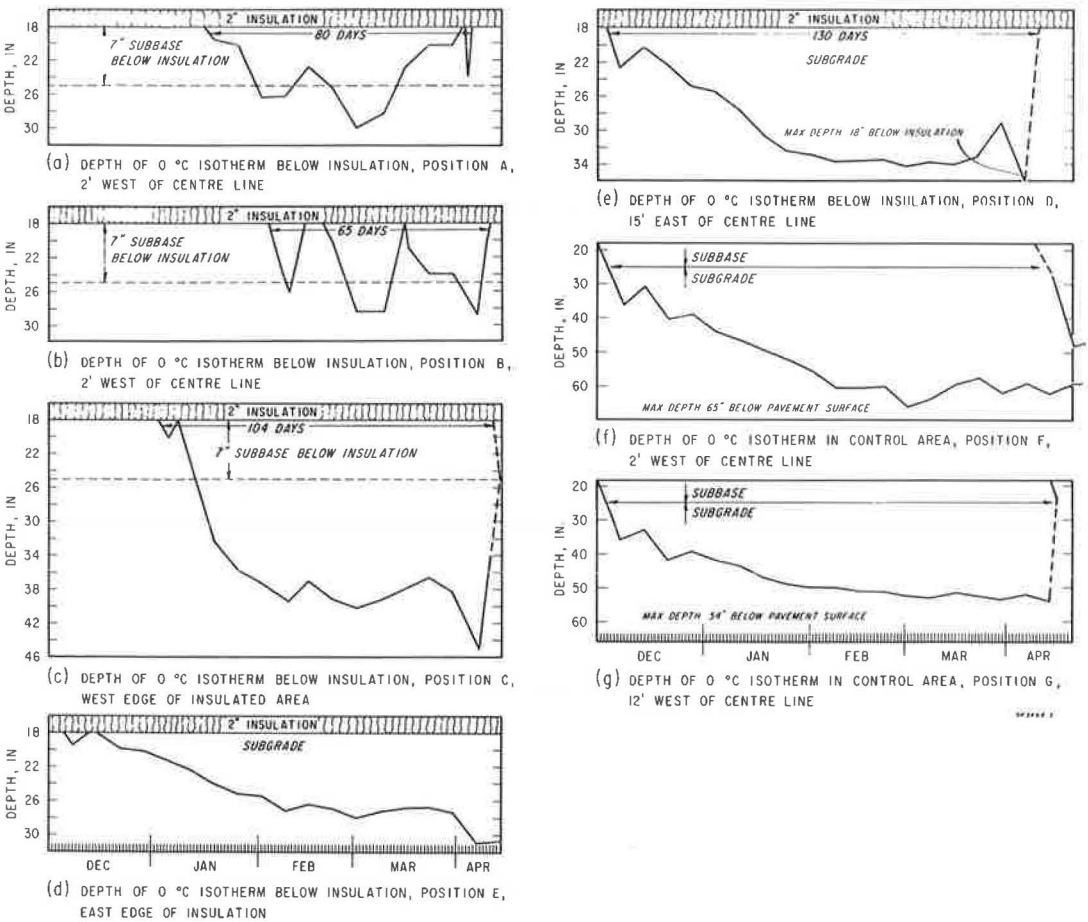 2" INSULATION
80 DAYS
7" SUBBASE
BELOW INSULATION
DEPTH, IN
18
22
26
30
(a) DEPTH OF 0 °C ISOTHERM BELOW INSULATION, POSITION A,
2' WEST OF CENTRE LINE
2" INSULATION
65 DAYS
7" SUBBASE
BELOW INSULATION
DEPTH, IN
18
22
26
30
(b) DEPTH OF 0 °C ISOTHERM BELOW INSULATION, POSITION B,
2' WEST OF CENTRE LINE
2" INSULATION
104 DAYS
7" SUBBASE BELOW INSULATION
DEPTH, IN
18
22
26
30
34
38
42
46
(c) DEPTH OF 0 °C ISOTHERM BELOW INSULATION, POSITION C,
WEST EDGE OF INSULATED AREA
2" INSULATION
SUBGRADE
DEPTH, IN
18
22
26
30
DEC JAN FEB MAR APR
(d) DEPTH OF 0 °C ISOTHERM BELOW INSULATION, POSITION E,
EAST EDGE OF INSULATION
2" INSULATION
130 DAYS
SUBGRADE
MAX DEPTH 18" BELOW INSULATION
DEPTH, IN
18
22
26
30
34
(e) DEPTH OF 0 °C ISOTHERM BELOW INSULATION, POSITION D,
15' EAST OF CENTRE LINE
SUBBASE
SUBGRADE
DEPTH, IN
20
30
40
50
60
MAX DEPTH 65" BELOW PAVEMENT SURFACE
(f) DEPTH OF 0 °C ISOTHERM IN CONTROL AREA, POSITION F,
2' WEST OF CENTRE LINE
SUBBASE
SUBGRADE
DEPTH, IN
20
30
40
50
60
MAX DEPTH 54" BELOW PAVEMENT SURFACE
DEC JAN FEB MAR APR
(g) DEPTH OF 0 °C ISOTHERM IN CONTROL AREA, POSITION G,
12' WEST OF CENTRE LINE